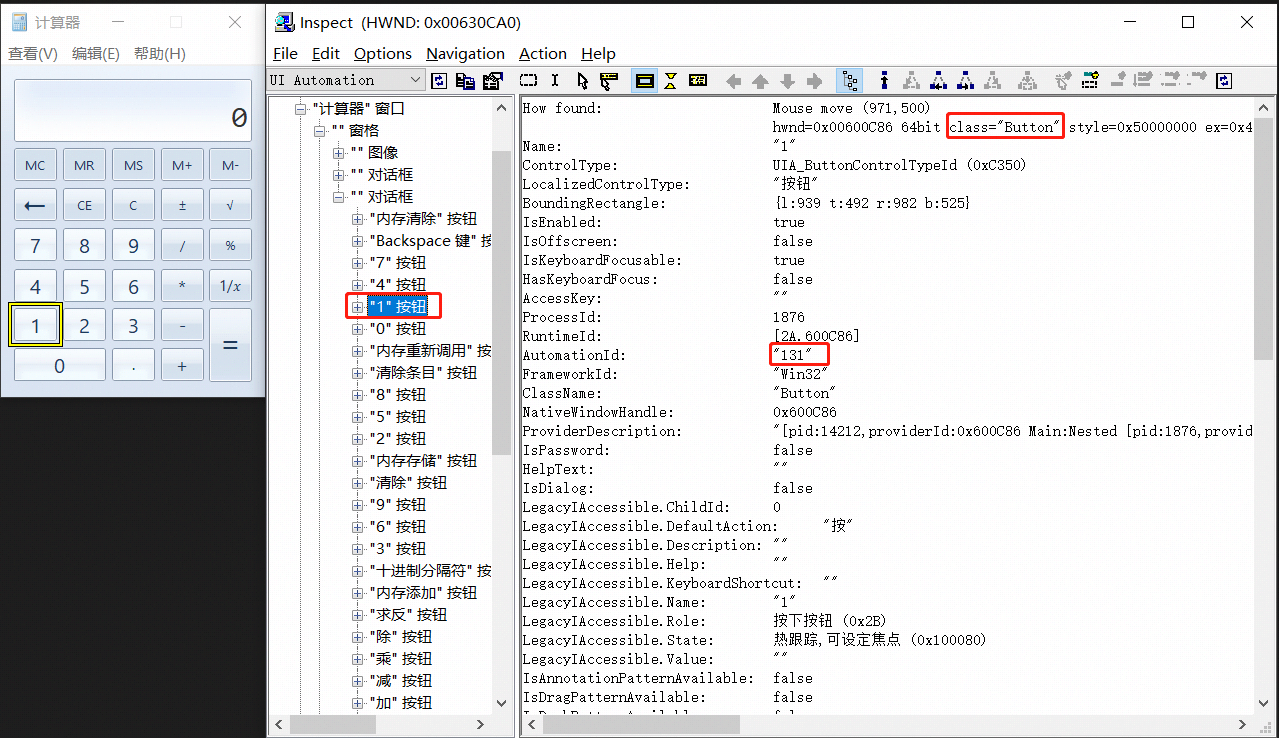 计算器
查看(V) 编辑(E) 帮助(H)
0
MC MR MS M+ M-
← CE C ± √
7 8 9 / %
4 5 6 * 1/x
1 2 3 - =
0 . +
Inspect (HWND: 0x00630CA0)
File Edit Options Navigation Action Help
UI Automation
"计算器" 窗口
"" 窗格
"" 图像
"" 对话框
"" 对话框
"内存清除" 按钮
"Backspace 键" 按
"7" 按钮
"4" 按钮
"1" 按钮
"0" 按钮
"内存重新调用" 按
"清除条目" 按钮
"8" 按钮
"5" 按钮
"2" 按钮
"内存存储" 按钮
"清除" 按钮
"9" 按钮
"6" 按钮
"3" 按钮
"十进制分隔符" 按
"内存添加" 按钮
"求反" 按钮
"除" 按钮
"乘" 按钮
"减" 按钮
"加" 按钮
How found: Mouse move (971,500)
hwnd=0x00600C86 64bit class="Button" style=0x50000000 ex=0x4
Name: "1"
ControlType: UIA_ButtonControlTypeId (0xC350)
LocalizedControlType: "按钮"
BoundingRectangle: {l:939 t:492 r:982 b:525}
IsEnabled: true
IsOffscreen: false
IsKeyboardFocusable: true
HasKeyboardFocus: false
AccessKey: ""
ProcessId: 1876
RuntimeId: [2A.600C86]
AutomationId: "131"
FrameworkId: "Win32"
ClassName: "Button"
NativeWindowHandle: 0x600C86
ProviderDescription: "[pid:14212,providerId:0x600C86 Main:Nested [pid:1876,provid
IsPassword: false
HelpText: ""
IsDialog: false
LegacyIAccessible.ChildId: 0
LegacyIAccessible.DefaultAction: "按"
LegacyIAccessible.Description: ""
LegacyIAccessible.Help: ""
LegacyIAccessible.KeyboardShortcut: ""
LegacyIAccessible.Name: "1"
LegacyIAccessible.Role: 按下按钮 (0x2B)
LegacyIAccessible.State: 热跟踪,可设定焦点 (0x100080)
LegacyIAccessible.Value: ""
IsAnnotationPatternAvailable: false
IsDragPatternAvailable: false